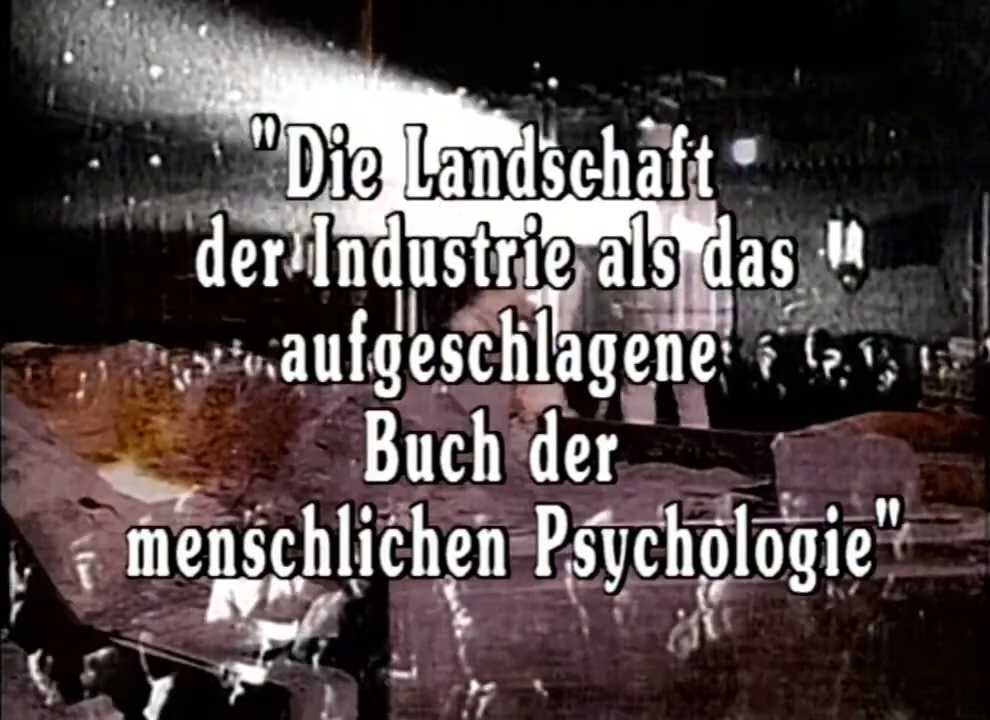 "Die Landschaft
der Industrie als das
aufgeschlagene
Buch der
menschlichen Psychologie"